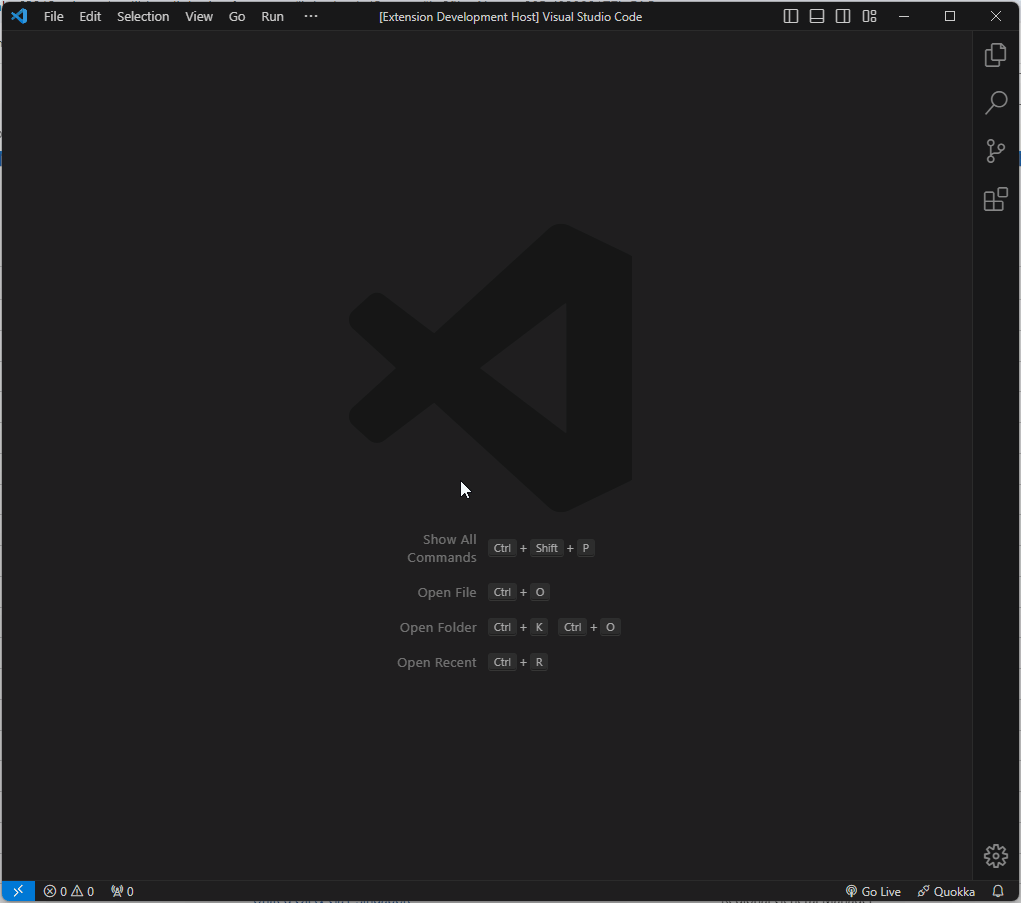 File Edit Selection View Go Run ··· [Extension Development Host] Visual Studio Code
Show All
Commands Ctrl + Shift + P
Open File Ctrl + O
Open Folder Ctrl + K Ctrl + O
Open Recent Ctrl + R
0 0 0 Go Live Quokka